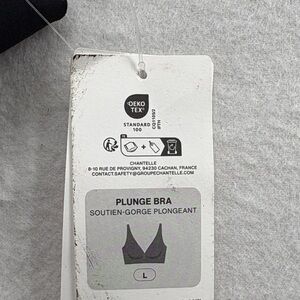 OEKO
TEX®
STANDARD
100
CHANTELLE
8-10 RUE DE PROVIGNY, 94230 CACHAN, FRANCE
CONTACT.SAFETY@GROUPECHANTELLE.COM
PLUNGE BRA
SOUTIEN-GORGE PLONGEANT
L